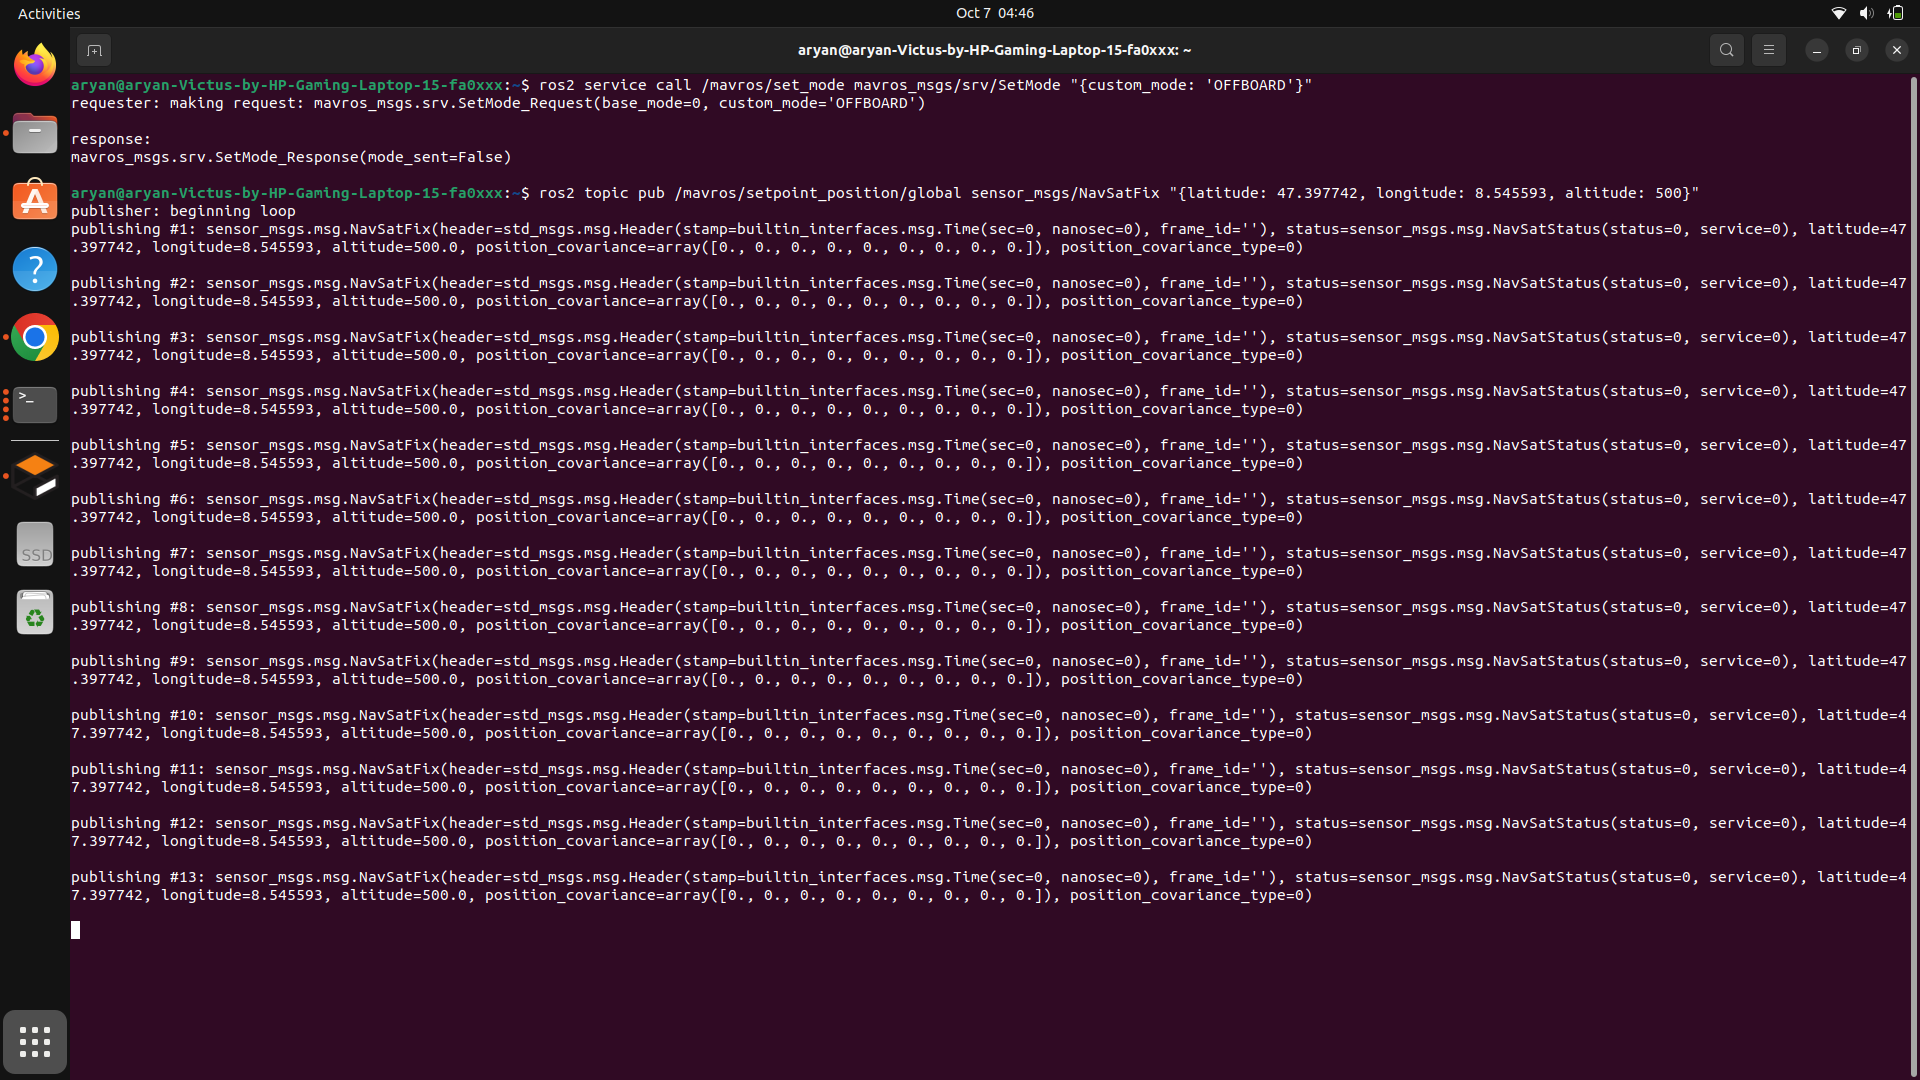 Activities
Oct 7 04:46
aryan@aryan-Victus-by-HP-Gaming-Laptop-15-fa0xxx: ~
aryan@aryan-Victus-by-HP-Gaming-Laptop-15-fa0xxx:~$ ros2 service call /mavros/set_mode mavros_msgs/srv/SetMode "{custom_mode: 'OFFBOARD'}"
requester: making request: mavros_msgs.srv.SetMode_Request(base_mode=0, custom_mode='OFFBOARD')
response:
mavros_msgs.srv.SetMode_Response(mode_sent=False)
aryan@aryan-Victus-by-HP-Gaming-Laptop-15-fa0xxx:~$ ros2 topic pub /mavros/setpoint_position/global sensor_msgs/NavSatFix "{latitude: 47.397742, longitude: 8.545593, altitude: 500}"
publisher: beginning loop
publishing #1: sensor_msgs.msg.NavSatFix(header=std_msgs.msg.Header(stamp=builtin_interfaces.msg.Time(sec=0, nanosec=0), frame_id=''), status=sensor_msgs.msg.NavSatStatus(status=0, service=0), latitude=47
.397742, longitude=8.545593, altitude=500.0, position_covariance=array([0., 0., 0., 0., 0., 0., 0., 0., 0.]), position_covariance_type=0)
publishing #2: sensor_msgs.msg.NavSatFix(header=std_msgs.msg.Header(stamp=builtin_interfaces.msg.Time(sec=0, nanosec=0), frame_id=''), status=sensor_msgs.msg.NavSatStatus(status=0, service=0), latitude=47
.397742, longitude=8.545593, altitude=500.0, position_covariance=array([0., 0., 0., 0., 0., 0., 0., 0., 0.]), position_covariance_type=0)
publishing #3: sensor_msgs.msg.NavSatFix(header=std_msgs.msg.Header(stamp=builtin_interfaces.msg.Time(sec=0, nanosec=0), frame_id=''), status=sensor_msgs.msg.NavSatStatus(status=0, service=0), latitude=47
.397742, longitude=8.545593, altitude=500.0, position_covariance=array([0., 0., 0., 0., 0., 0., 0., 0., 0.]), position_covariance_type=0)
publishing #4: sensor_msgs.msg.NavSatFix(header=std_msgs.msg.Header(stamp=builtin_interfaces.msg.Time(sec=0, nanosec=0), frame_id=''), status=sensor_msgs.msg.NavSatStatus(status=0, service=0), latitude=47
.397742, longitude=8.545593, altitude=500.0, position_covariance=array([0., 0., 0., 0., 0., 0., 0., 0., 0.]), position_covariance_type=0)
publishing #5: sensor_msgs.msg.NavSatFix(header=std_msgs.msg.Header(stamp=builtin_interfaces.msg.Time(sec=0, nanosec=0), frame_id=''), status=sensor_msgs.msg.NavSatStatus(status=0, service=0), latitude=47
.397742, longitude=8.545593, altitude=500.0, position_covariance=array([0., 0., 0., 0., 0., 0., 0., 0., 0.]), position_covariance_type=0)
publishing #6: sensor_msgs.msg.NavSatFix(header=std_msgs.msg.Header(stamp=builtin_interfaces.msg.Time(sec=0, nanosec=0), frame_id=''), status=sensor_msgs.msg.NavSatStatus(status=0, service=0), latitude=47
.397742, longitude=8.545593, altitude=500.0, position_covariance=array([0., 0., 0., 0., 0., 0., 0., 0., 0.]), position_covariance_type=0)
publishing #7: sensor_msgs.msg.NavSatFix(header=std_msgs.msg.Header(stamp=builtin_interfaces.msg.Time(sec=0, nanosec=0), frame_id=''), status=sensor_msgs.msg.NavSatStatus(status=0, service=0), latitude=47
.397742, longitude=8.545593, altitude=500.0, position_covariance=array([0., 0., 0., 0., 0., 0., 0., 0., 0.]), position_covariance_type=0)
publishing #8: sensor_msgs.msg.NavSatFix(header=std_msgs.msg.Header(stamp=builtin_interfaces.msg.Time(sec=0, nanosec=0), frame_id=''), status=sensor_msgs.msg.NavSatStatus(status=0, service=0), latitude=47
.397742, longitude=8.545593, altitude=500.0, position_covariance=array([0., 0., 0., 0., 0., 0., 0., 0., 0.]), position_covariance_type=0)
publishing #9: sensor_msgs.msg.NavSatFix(header=std_msgs.msg.Header(stamp=builtin_interfaces.msg.Time(sec=0, nanosec=0), frame_id=''), status=sensor_msgs.msg.NavSatStatus(status=0, service=0), latitude=47
.397742, longitude=8.545593, altitude=500.0, position_covariance=array([0., 0., 0., 0., 0., 0., 0., 0., 0.]), position_covariance_type=0)
publishing #10: sensor_msgs.msg.NavSatFix(header=std_msgs.msg.Header(stamp=builtin_interfaces.msg.Time(sec=0, nanosec=0), frame_id=''), status=sensor_msgs.msg.NavSatStatus(status=0, service=0), latitude=4
7.397742, longitude=8.545593, altitude=500.0, position_covariance=array([0., 0., 0., 0., 0., 0., 0., 0., 0.]), position_covariance_type=0)
publishing #11: sensor_msgs.msg.NavSatFix(header=std_msgs.msg.Header(stamp=builtin_interfaces.msg.Time(sec=0, nanosec=0), frame_id=''), status=sensor_msgs.msg.NavSatStatus(status=0, service=0), latitude=4
7.397742, longitude=8.545593, altitude=500.0, position_covariance=array([0., 0., 0., 0., 0., 0., 0., 0., 0.]), position_covariance_type=0)
publishing #12: sensor_msgs.msg.NavSatFix(header=std_msgs.msg.Header(stamp=builtin_interfaces.msg.Time(sec=0, nanosec=0), frame_id=''), status=sensor_msgs.msg.NavSatStatus(status=0, service=0), latitude=4
7.397742, longitude=8.545593, altitude=500.0, position_covariance=array([0., 0., 0., 0., 0., 0., 0., 0., 0.]), position_covariance_type=0)
publishing #13: sensor_msgs.msg.NavSatFix(header=std_msgs.msg.Header(stamp=builtin_interfaces.msg.Time(sec=0, nanosec=0), frame_id=''), status=sensor_msgs.msg.NavSatStatus(status=0, service=0), latitude=4
7.397742, longitude=8.545593, altitude=500.0, position_covariance=array([0., 0., 0., 0., 0., 0., 0., 0., 0.]), position_covariance_type=0)
SSD